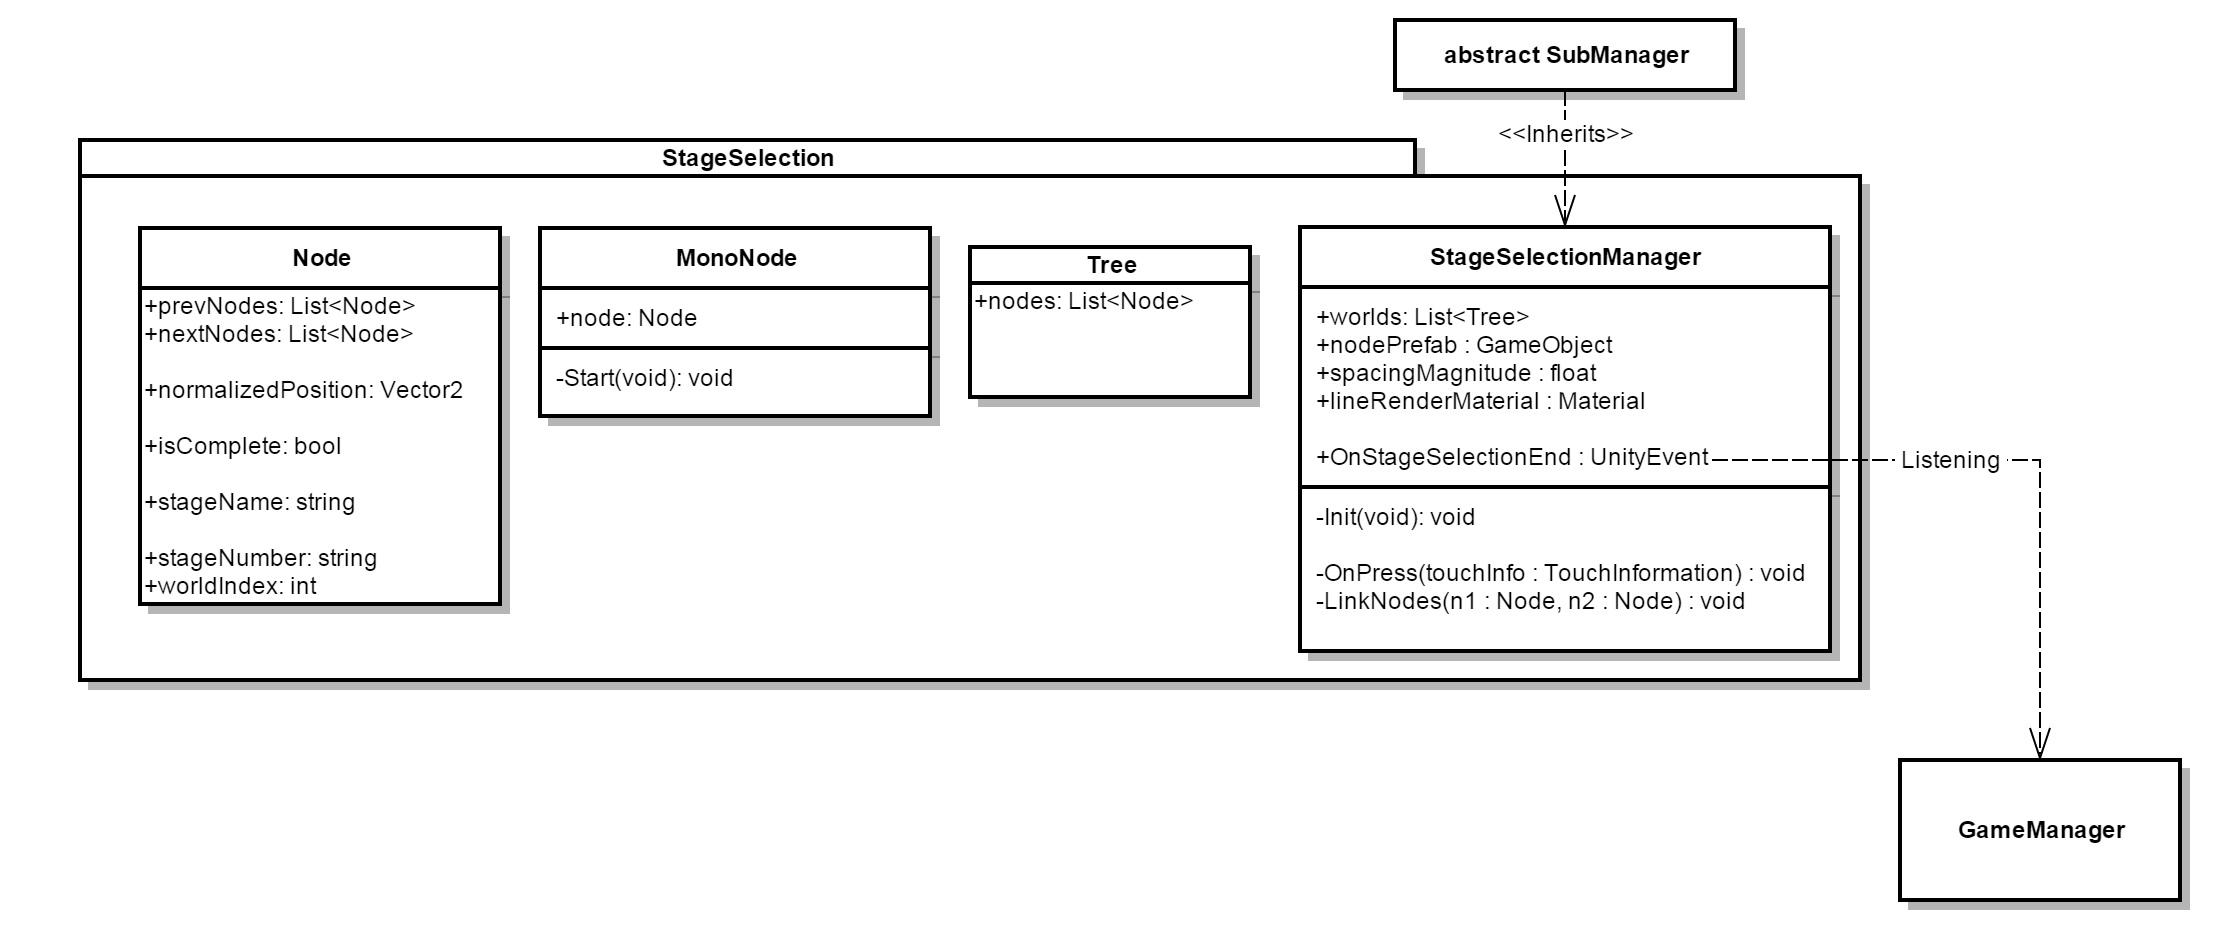 abstract SubManager
<<Inherits>>
StageSelection
Node
+prevNodes: List<Node>
+nextNodes: List<Node>
+normalizedPosition: Vector2
+isComplete: bool
+stageName: string
+stageNumber: string
+worldIndex: int
MonoNode
+node: Node
-Start(void): void
Tree
+nodes: List<Node>
StageSelectionManager
+worlds: List<Tree>
+nodePrefab : GameObject
+spacingMagnitude : float
+lineRenderMaterial : Material
+OnStageSelectionEnd : UnityEvent
-Init(void): void
-OnPress(touchInfo : TouchInformation) : void
-LinkNodes(n1 : Node, n2 : Node) : void
Listening
GameManager